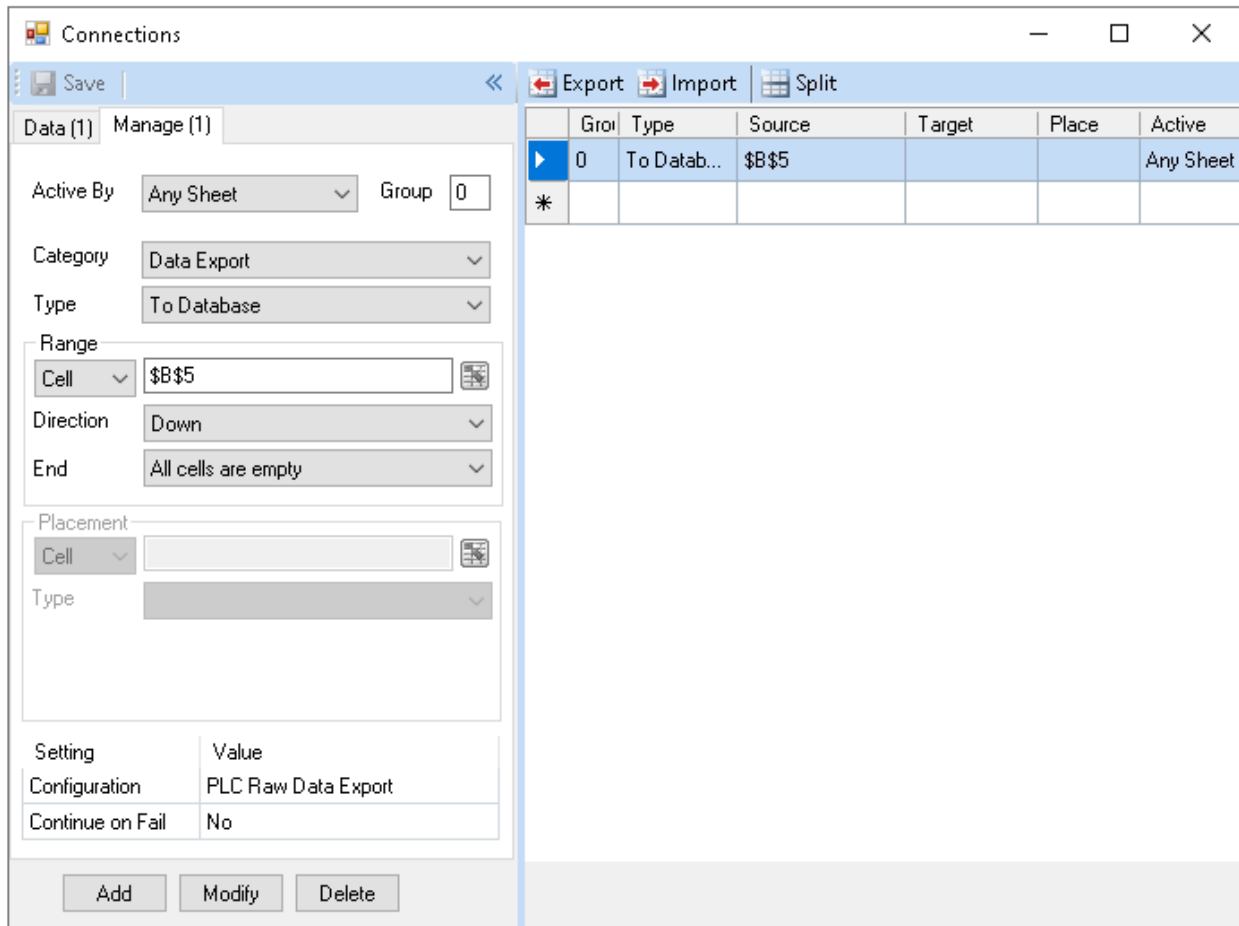 Connections
Save
Export Import Split
Data (1) Manage (1)
Grou Type Source Target Place Active
0 To Datab... $B$5 Any Sheet
Active By Any Sheet Group 0
Category Data Export
Type To Database
Range
Cell $B$5
Direction Down
End All cells are empty
Placement
Cell
Type
Setting Value
Configuration PLC Raw Data Export
Continue on Fail No
Add Modify Delete